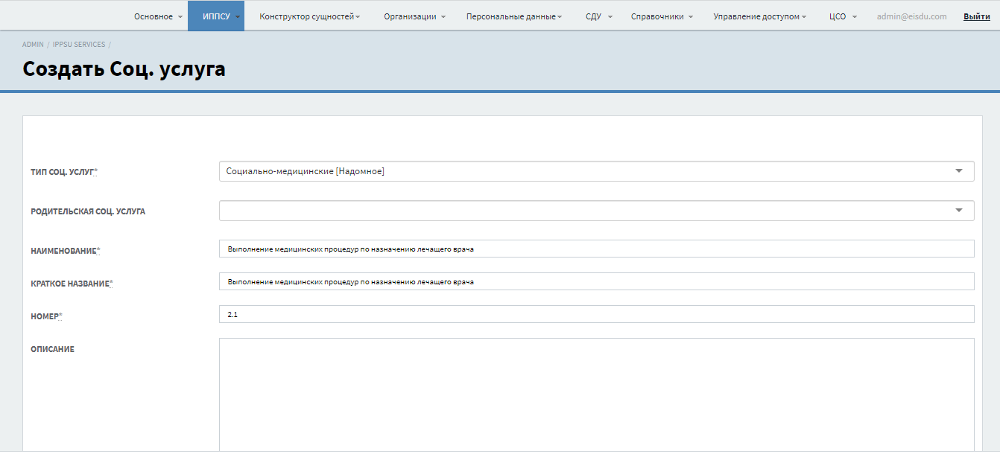 Основное ИППСУ Конструктор сущностей Организации Персональные данные СДУ Справочники Управление доступом ЦСО admin@eisdu.com Выйти
ADMIN / IPPSU SERVICES /
Создать Соц. услуга
ТИП СОЦ. УСЛУГ* Социально-медицинские [Надомное]
РОДИТЕЛЬСКАЯ СОЦ. УСЛУГА
НАИМЕНОВАНИЕ* Выполнение медицинских процедур по назначению лечащего врача
КРАТКОЕ НАЗВАНИЕ* Выполнение медицинских процедур по назначению лечащего врача
НОМЕР* 2.1
ОПИСАНИЕ